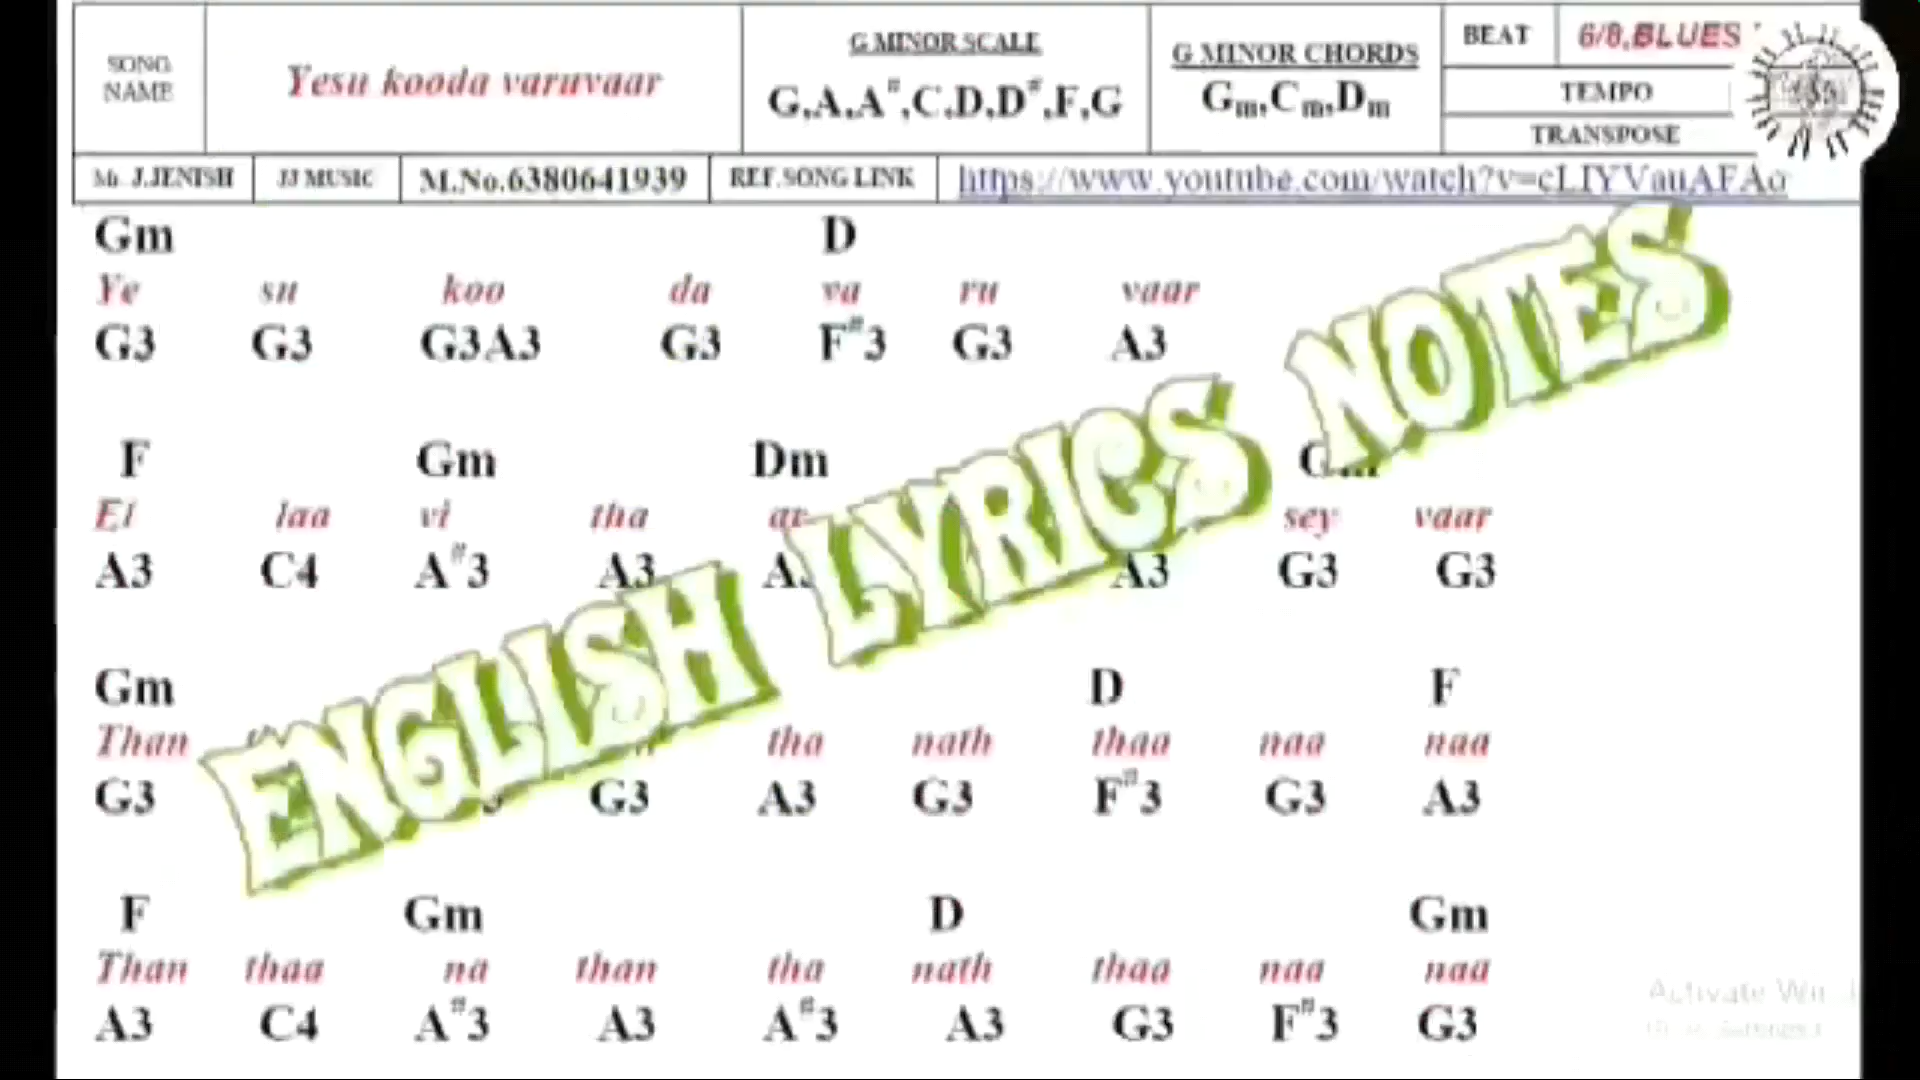 SONG NAME
Yesu kooda varuvaar
G MINOR SCALE
G,A,A#,C,D,D#,F,G
G MINOR CHORDS
Gm,Cm,Dm
BEAT 6/8,BLUES
TEMPO
TRANSPOSE
Mr. J.JENISH JJ MUSIC M.No.6380641939 REF.SONG LINK https://www.youtube.com/watch?v=cLIYVauAFAo
Gm D
Ye su koo da va ru vaar
G3 G3 G3A3 G3 F#3 G3 A3
F Gm Dm Gm
El laa vi tha ar sey vaar
A3 C4 A#3 A3 A3 G3 G3
Gm D F
Than tha nath thaa naa naa
G3 G3 A3 G3 F#3 G3 A3
F Gm D Gm
Than thaa na than tha nath thaa naa naa
A3 C4 A#3 A3 A#3 A3 G3 F#3 G3
ENGLISH LYRICS NOTES